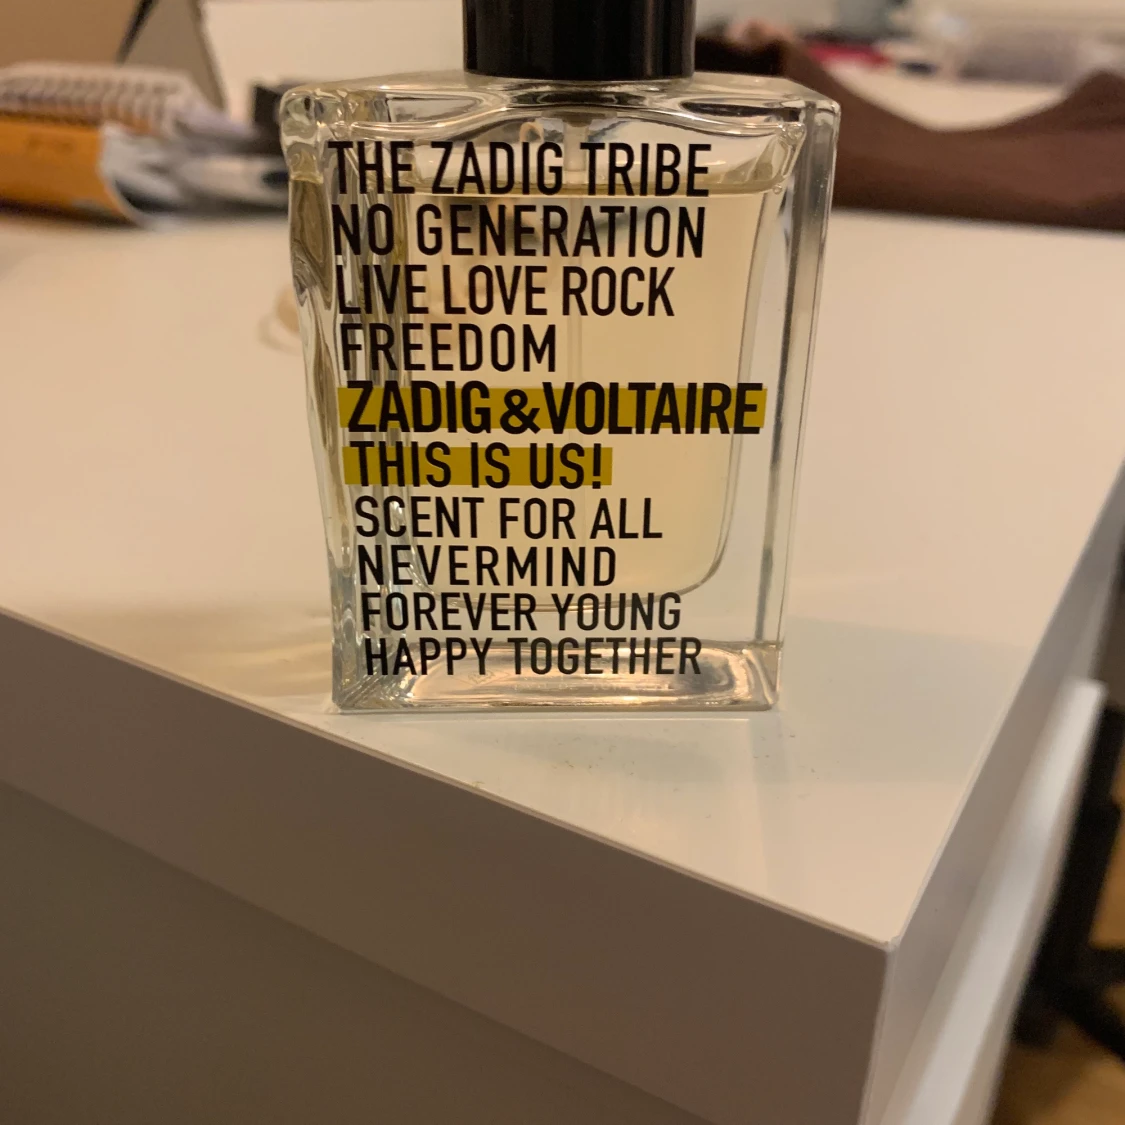 THE ZADIG TRIBE
NO GENERATION
LIVE LOVE ROCK
FREEDOM
ZADIG&VOLTAIRE
THIS IS US!
SCENT FOR ALL
NEVERMIND
FOREVER YOUNG
HAPPY TOGETHER